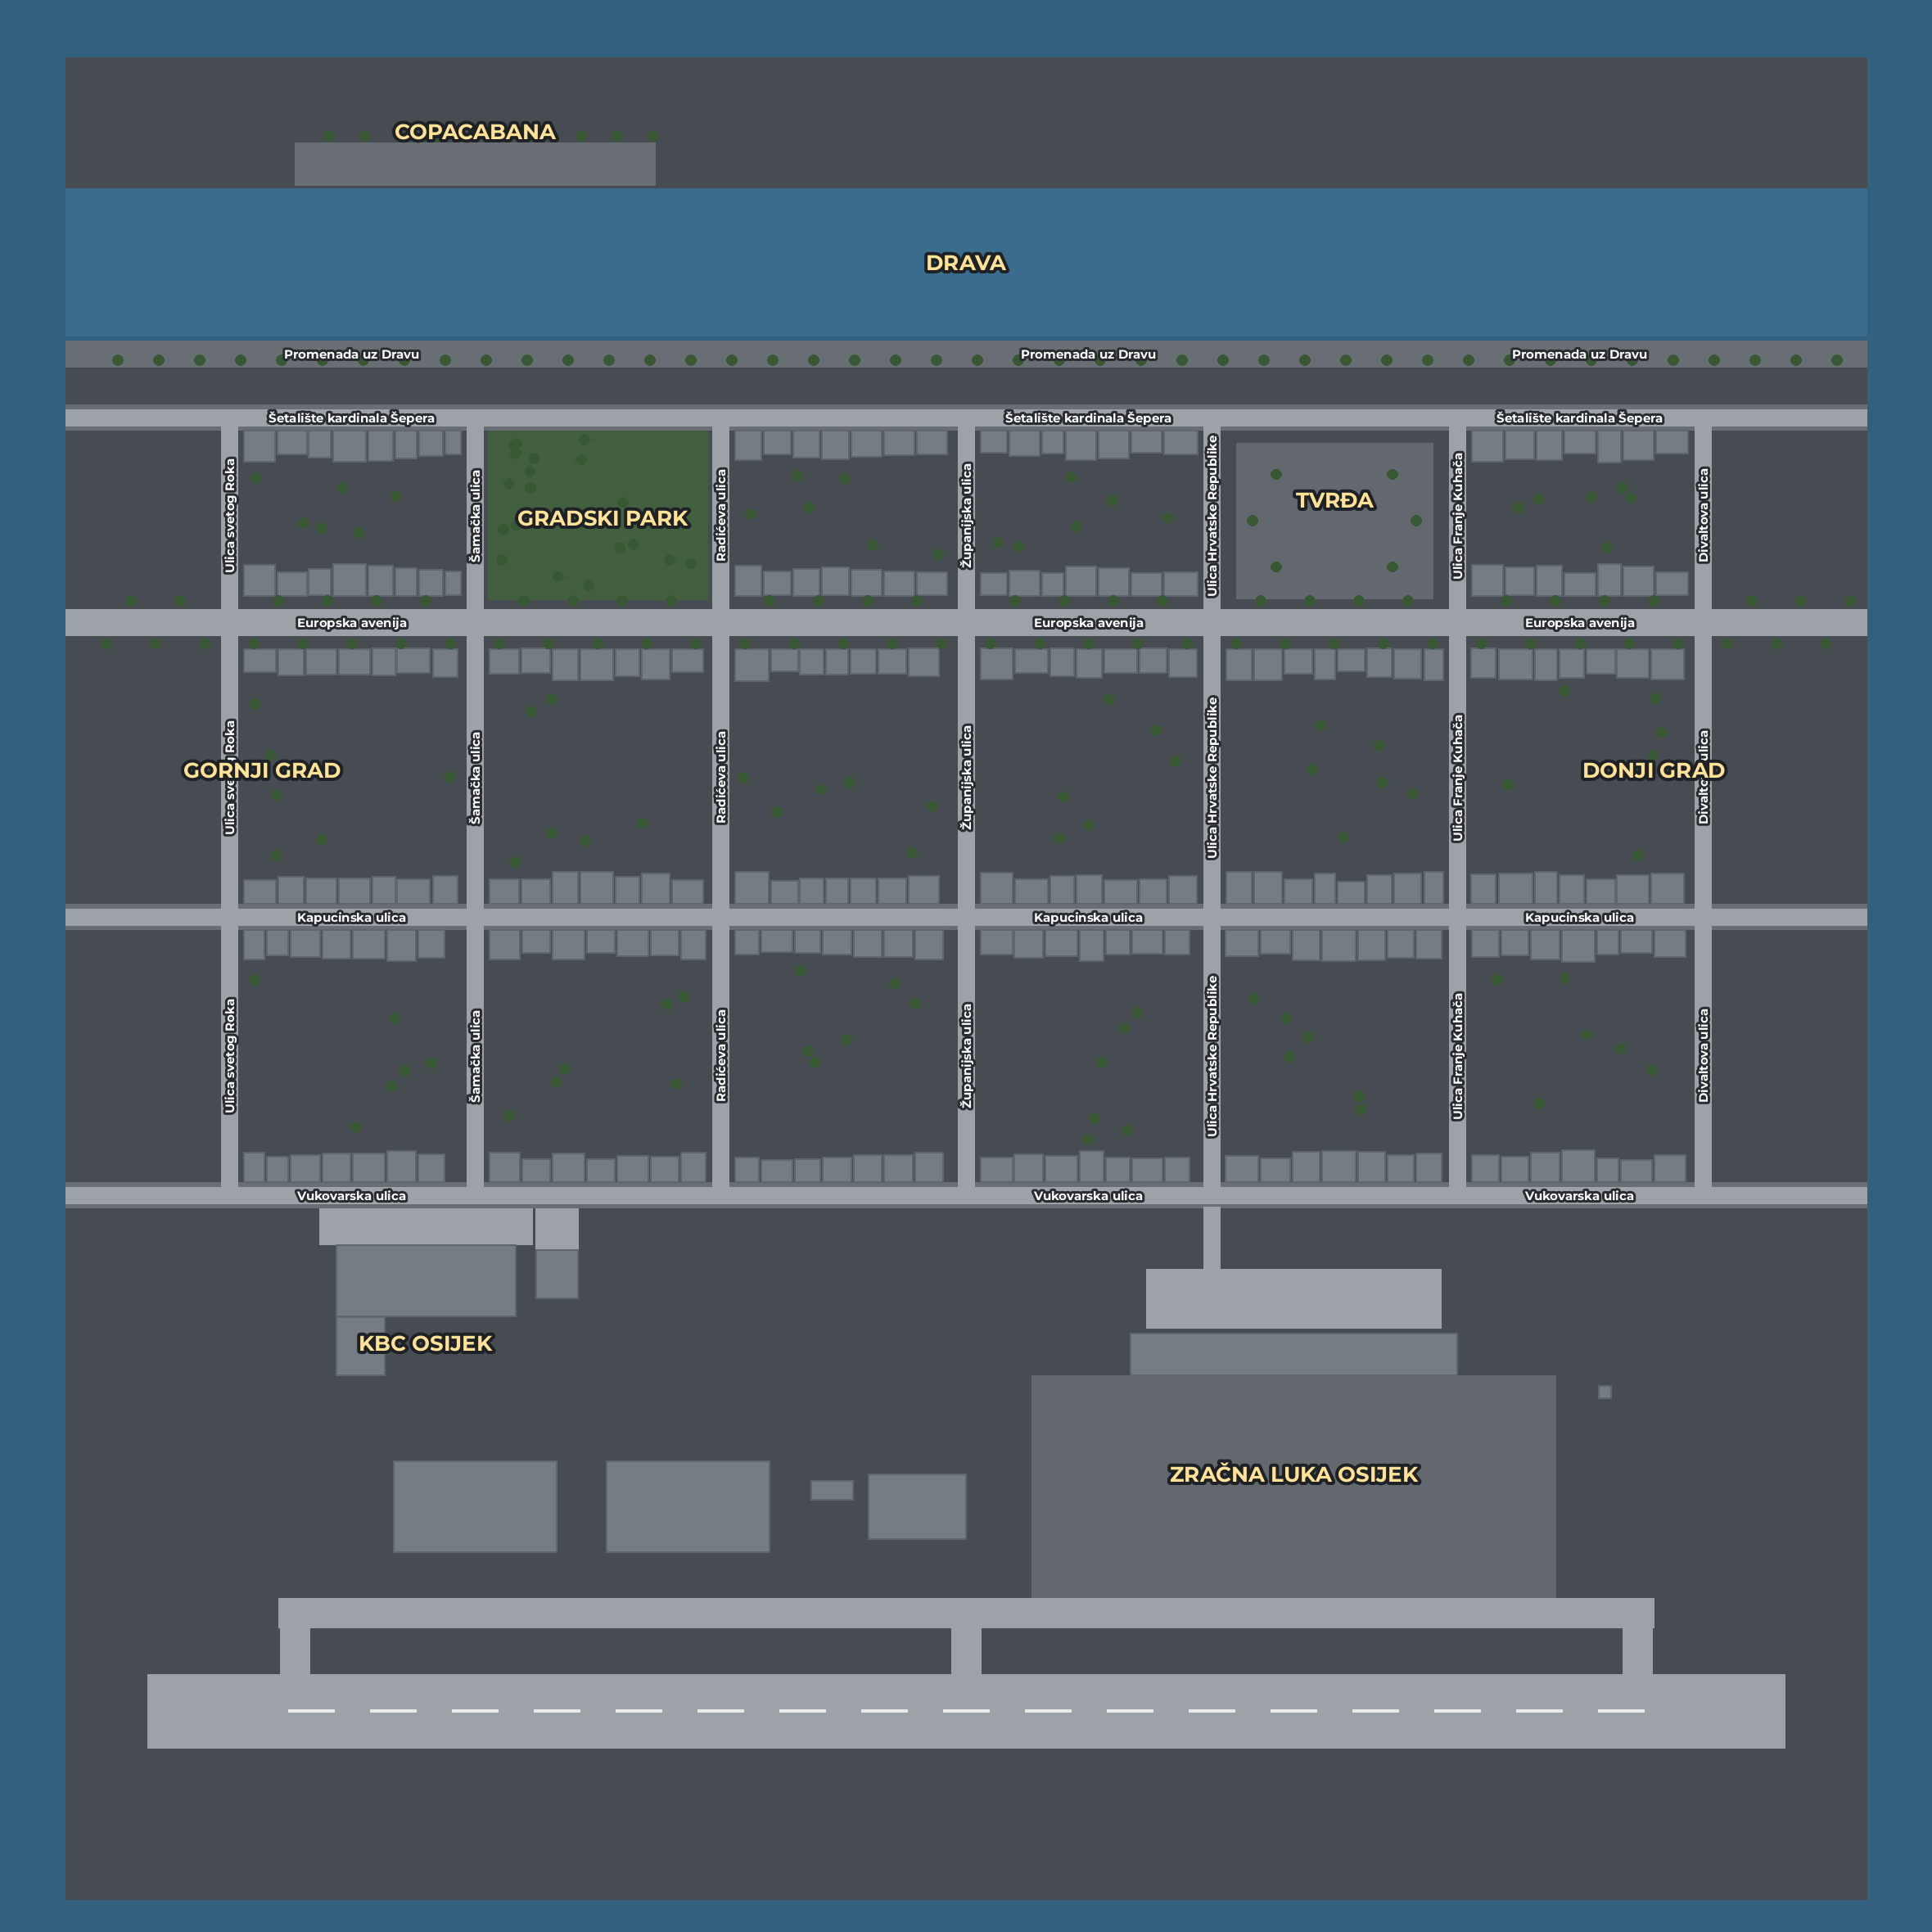 COPACABANA
DRAVA
Promenada uz Dravu
Promenada uz Dravu
Promenada uz Dravu
Šetalište kardinala Šepera
Šetalište kardinala Šepera
Šetalište kardinala Šepera
Ulica svetog Roka
Šamačka ulica
GRADSKI PARK
Radićeva ulica
Županijska ulica
Ulica Hrvatske Republike
TVRĐA
Ulica Franje Kuhača
Divaltova ulica
Europska avenija
Europska avenija
Europska avenija
Ulica svetog Roka
GORNJI GRAD
Šamačka ulica
Radićeva ulica
Županijska ulica
Ulica Hrvatske Republike
Ulica Franje Kuhača
DONJI GRAD
Divaltova ulica
Kapucinska ulica
Kapucinska ulica
Kapucinska ulica
Ulica svetog Roka
Šamačka ulica
Radićeva ulica
Županijska ulica
Ulica Hrvatske Republike
Ulica Franje Kuhača
Divaltova ulica
Vukovarska ulica
Vukovarska ulica
Vukovarska ulica
KBC OSIJEK
ZRAČNA LUKA OSIJEK